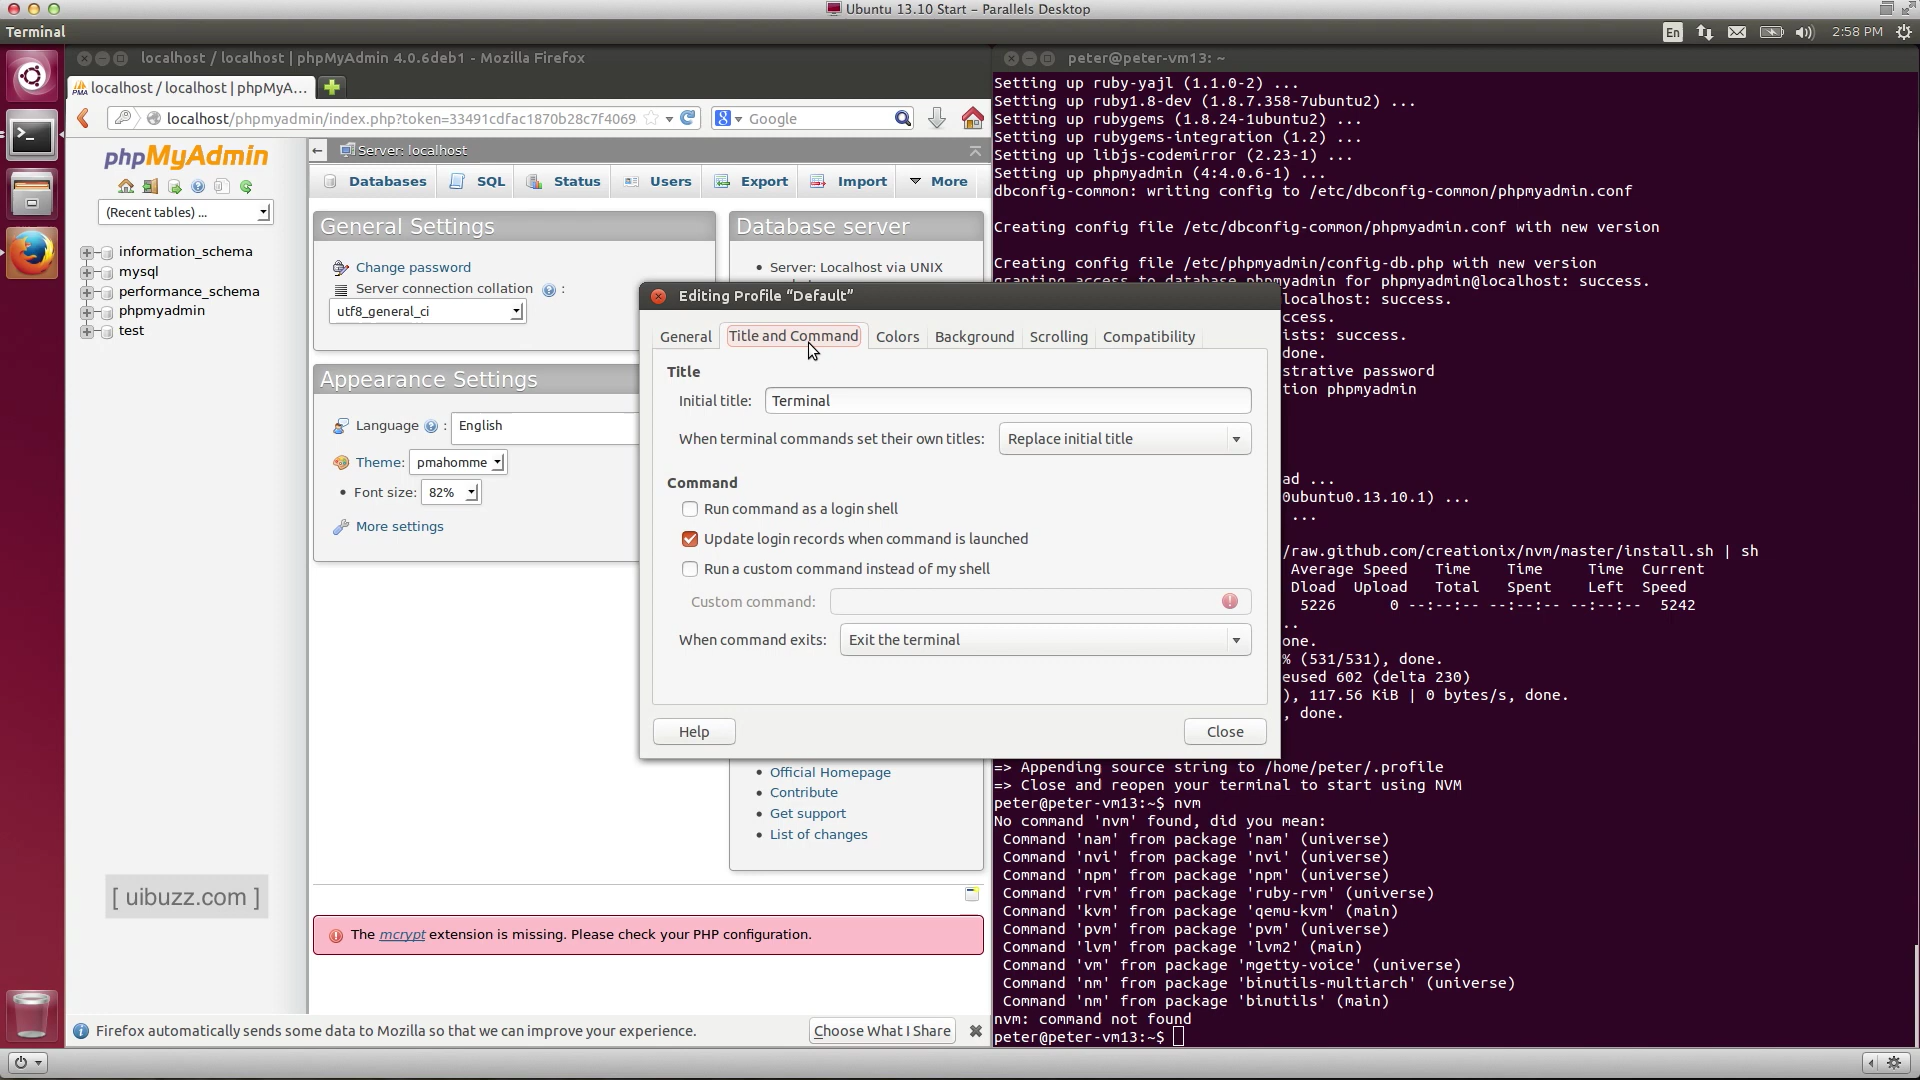 Ubuntu 13.10 Start – Parallels Desktop
Terminal
En
2:58 PM
localhost / localhost | phpMyAdmin 4.0.6deb1 - Mozilla Firefox
localhost / localhost | phpMyA...
localhost/phpmyadmin/index.php?token=33491cdfac1870b28c7f4069
Google
phpMyAdmin
(Recent tables) ...
information_schema
mysql
performance_schema
phpmyadmin
test
[ uibuzz.com ]
Server: localhost
Databases
SQL
Status
Users
Export
Import
More
General Settings
Change password
Server connection collation
:
utf8_general_ci
Appearance Settings
Language
:
English
Theme:
pmahomme
• Font size:
82%
More settings
Database server
• Server: Localhost via UNIX
• Official Homepage
• Contribute
• Get support
• List of changes
The mcrypt extension is missing. Please check your PHP configuration.
Firefox automatically sends some data to Mozilla so that we can improve your experience.
Choose What I Share
Editing Profile “Default”
General
Title and Command
Colors
Background
Scrolling
Compatibility
Title
Initial title:
Terminal
When terminal commands set their own titles:
Replace initial title
Command
Run command as a login shell
Update login records when command is launched
Run a custom command instead of my shell
Custom command:
When command exits:
Exit the terminal
Help
Close
peter@peter-vm13: ~
Setting up ruby-yajl (1.1.0-2) ...
Setting up ruby1.8-dev (1.8.7.358-7ubuntu2) ...
Setting up rubygems (1.8.24-1ubuntu2) ...
Setting up rubygems-integration (1.2) ...
Setting up libjs-codemirror (2.23-1) ...
Setting up phpmyadmin (4:4.0.6-1) ...
dbconfig-common: writing config to /etc/dbconfig-common/phpmyadmin.conf
Creating config file /etc/dbconfig-common/phpmyadmin.conf with new version
Creating config file /etc/phpmyadmin/config-db.php with new version
granting access to database phpmyadmin for phpmyadmin@localhost: success.
localhost: success.
ccess.
ists: success.
done.
strative password
tion phpmyadmin
ad ...
0ubuntu0.13.10.1) ...
...
/raw.github.com/creationix/nvm/master/install.sh | sh
Average Speed Time Time Time Current
Dload Upload Total Spent Left Speed
5226 0 --:--:-- --:--:-- --:--:-- 5242
..
one.
% (531/531), done.
eused 602 (delta 230)
), 117.56 KiB | 0 bytes/s, done.
, done.
=> Appending source string to /home/peter/.profile
=> Close and reopen your terminal to start using NVM
peter@peter-vm13:~$ nvm
No command 'nvm' found, did you mean:
Command 'nam' from package 'nam' (universe)
Command 'nvi' from package 'nvi' (universe)
Command 'npm' from package 'npm' (universe)
Command 'rvm' from package 'ruby-rvm' (universe)
Command 'kvm' from package 'qemu-kvm' (main)
Command 'pvm' from package 'pvm' (universe)
Command 'lvm' from package 'lvm2' (main)
Command 'vm' from package 'mgetty-voice' (universe)
Command 'nm' from package 'binutils-multiarch' (universe)
Command 'nm' from package 'binutils' (main)
nvm: command not found
peter@peter-vm13:~$